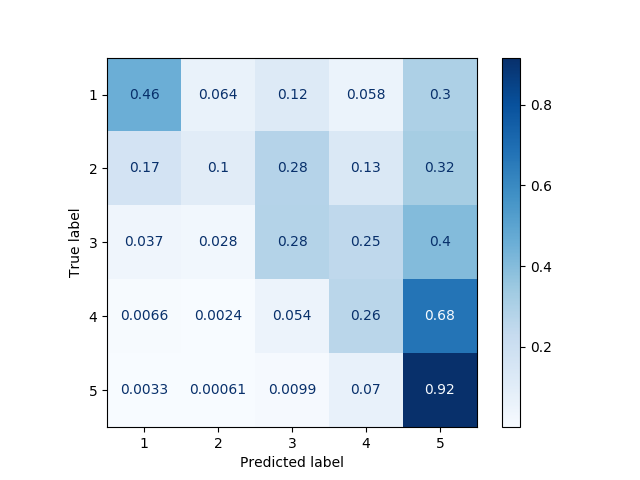 1 0.46 0.064 0.12 0.058 0.3
2 0.17 0.1 0.28 0.13 0.32
3 0.037 0.028 0.28 0.25 0.4
4 0.0066 0.0024 0.054 0.26 0.68
5 0.0033 0.00061 0.0099 0.07 0.92
1 2 3 4 5
Predicted label
True label
0.8
0.6
0.4
0.2